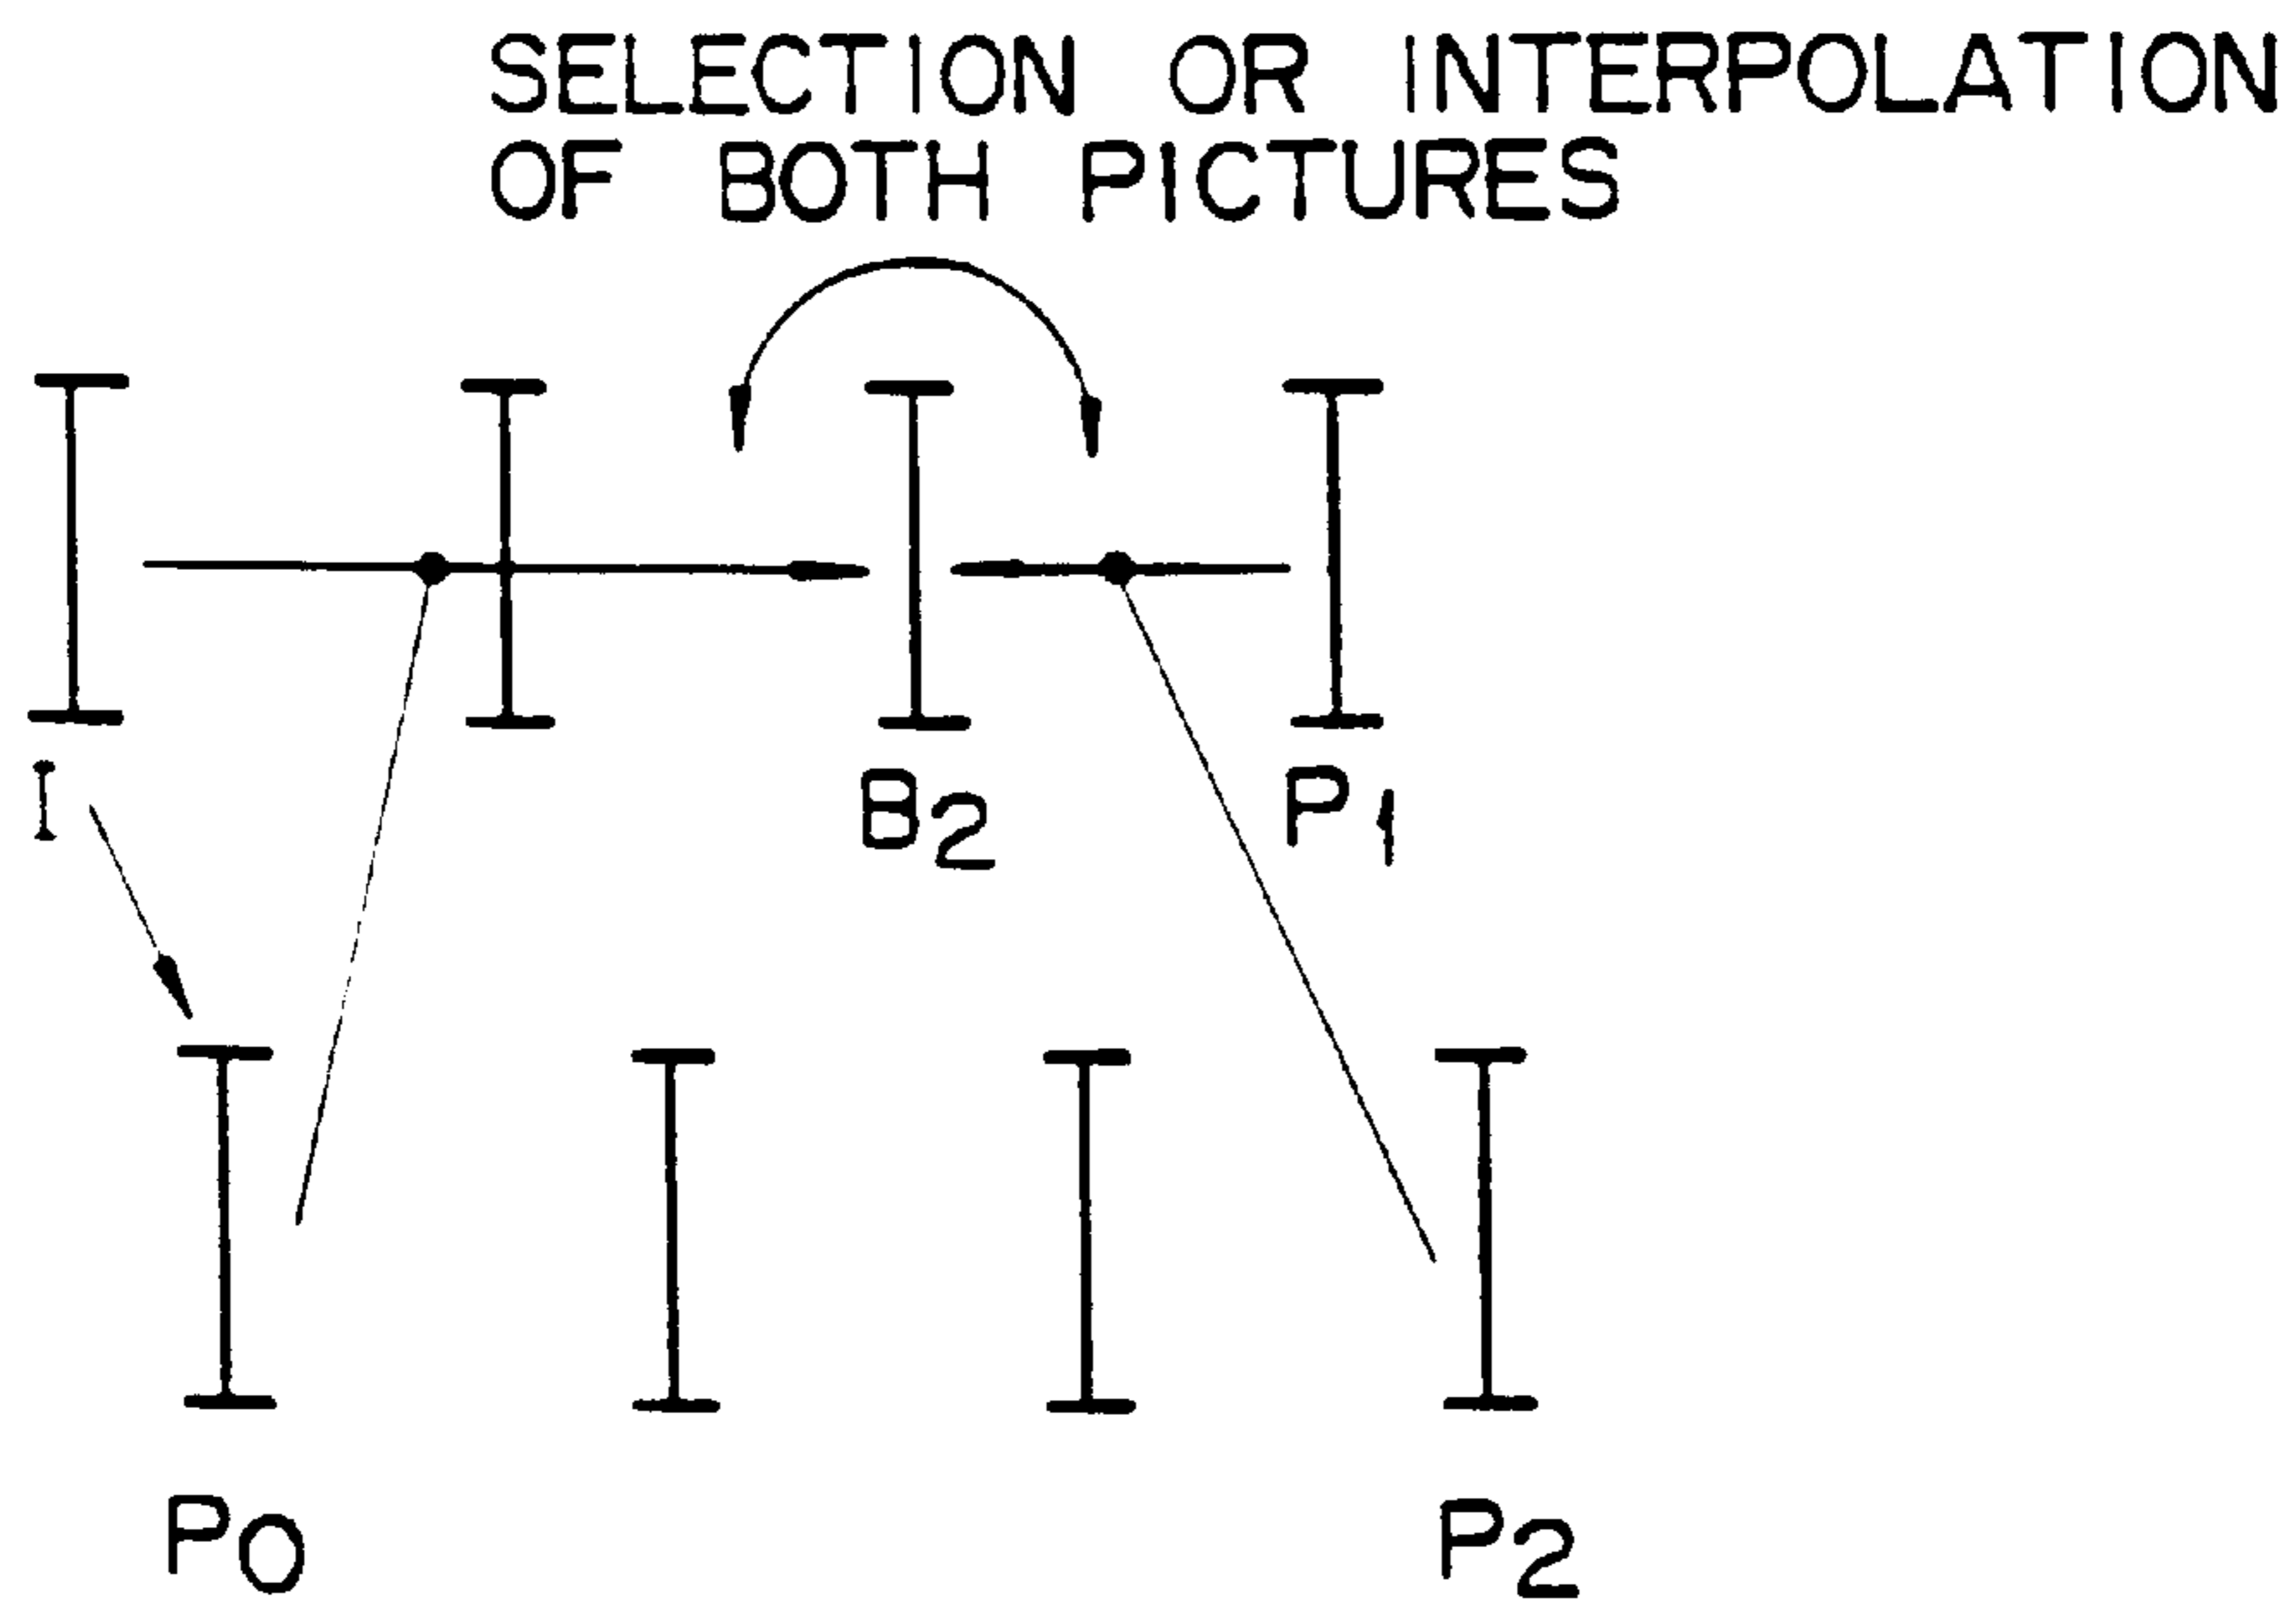 SELECTION OR INTERPOLATION
OF BOTH PICTURES
I
B2
P1
P0
P2